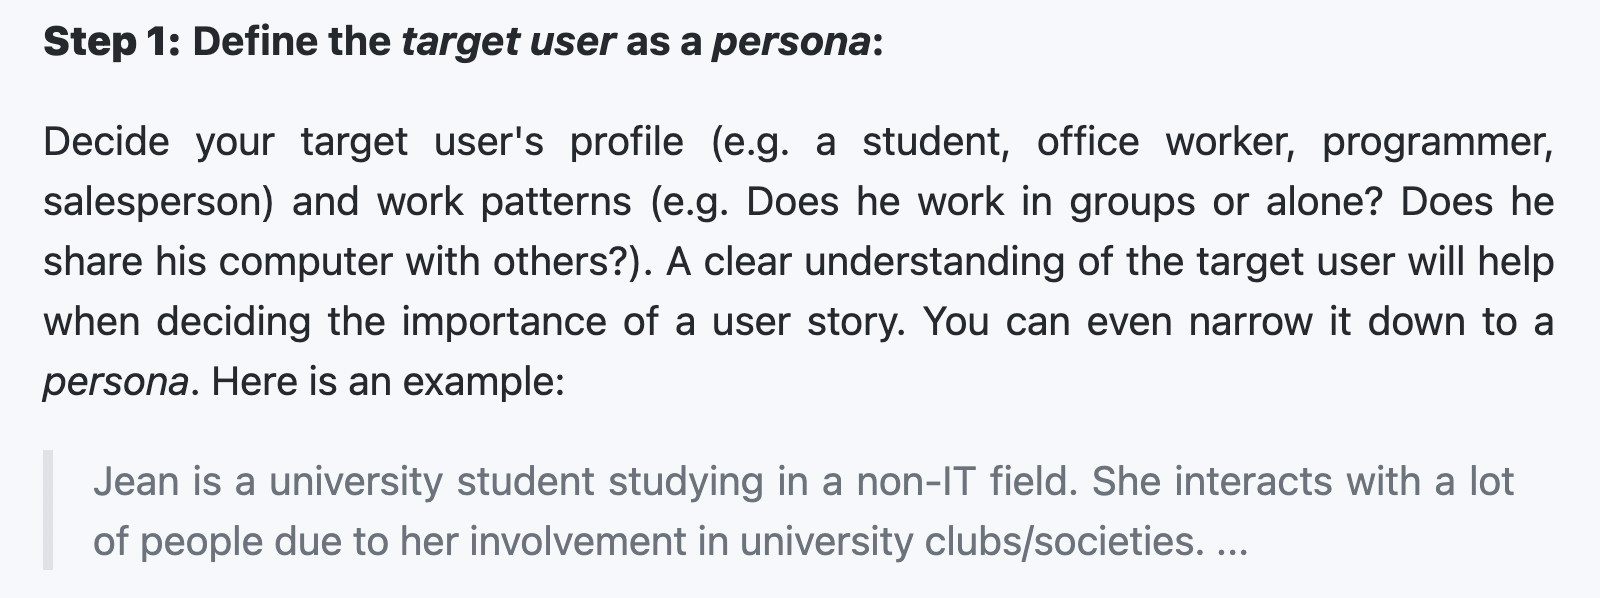 Step 1: Define the target user as a persona:
Decide your target user's profile (e.g. a student, office worker, programmer,
salesperson) and work patterns (e.g. Does he work in groups or alone? Does he
share his computer with others?). A clear understanding of the target user will help
when deciding the importance of a user story. You can even narrow it down to a
persona. Here is an example:
Jean is a university student studying in a non-IT field. She interacts with a lot
of people due to her involvement in university clubs/societies. ...